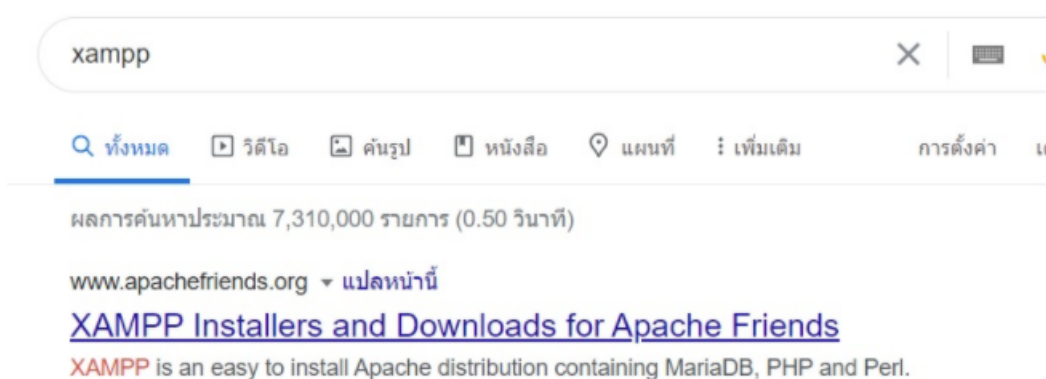 xampp
ทั้งหมด วิดีโอ ค้นรูป หนังสือ แผนที่ เพิ่มเติม การตั้งค่า
ผลการค้นหาประมาณ 7,310,000 รายการ (0.50 วินาที)
www.apachefriends.org แปลหน้านี้
XAMPP Installers and Downloads for Apache Friends
XAMPP is an easy to install Apache distribution containing MariaDB, PHP and Perl.